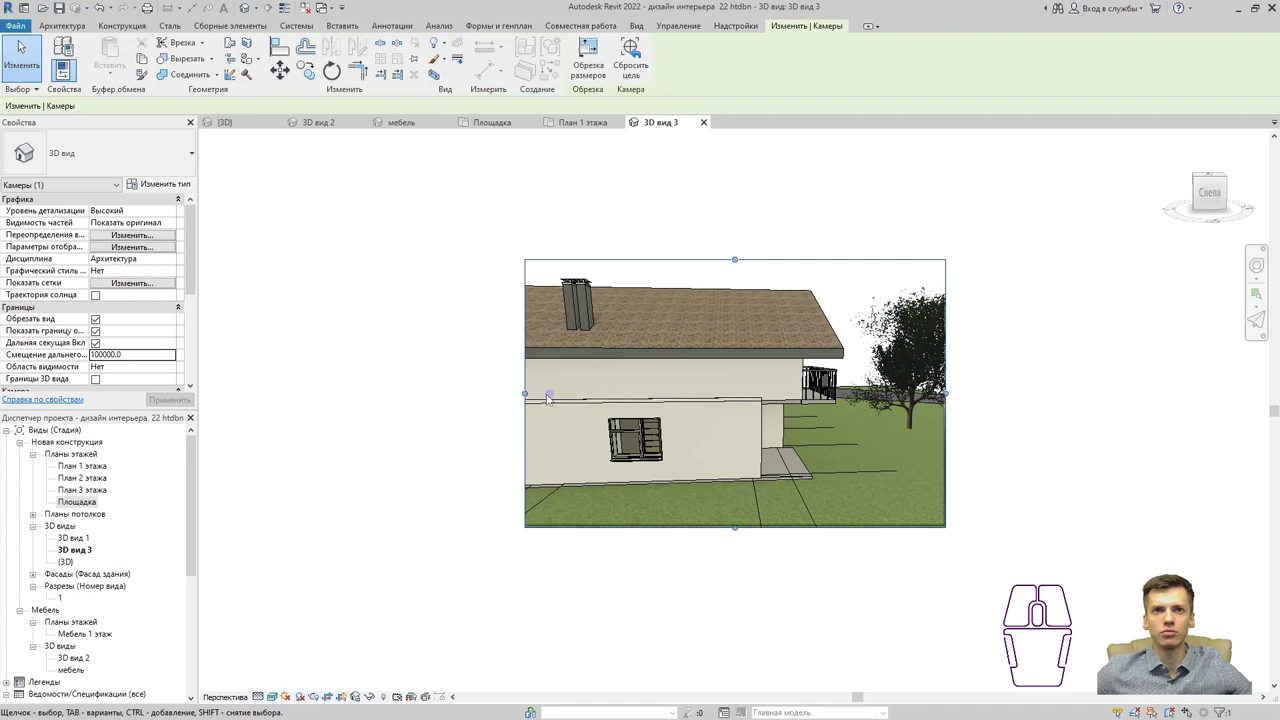 Autodesk Revit 2022 - дизайн интерьера 22 htdbn - 3D вид: 3D вид 3
Вход в службы
Файл Архитектура Конструкция Сталь Сборные элементы Системы Вставить Аннотации Анализ Формы и генплан Совместная работа Вид Управление Надстройки Изменить | Камеры
Изменить Вставить Врезка Вырезать Соединить Обрезка размеров Сбросить цель
Выбор Свойства Буфер обмена Геометрия Изменить Вид Измерить Создание Обрезка Камера
Изменить | Камеры
Свойства
{3D} 3D вид 2 мебель Площадка План 1 этажа 3D вид 3
3D вид
Камеры (1) Изменить тип
Графика
Уровень детализации Высокий
Видимость частей Показать оригинал
Переопределения в... Изменить...
Параметры отобра... Изменить...
Дисциплина Архитектура
Графический стиль ... Нет
Показать сетки Изменить...
Траектория солнца
Границы
Обрезать вид
Показать границу о...
Дальняя секущая Вкл
Смещение дальнего... 100000.0
Область видимости Нет
Границы 3D вида
Справка по свойствам Применить
Диспетчер проекта - дизайн интерьера 22 htdbn
Виды (Стадия)
Новая конструкция
Планы этажей
План 1 этажа
План 2 этажа
План 3 этажа
Площадка
Планы потолков
3D виды
3D вид 1
3D вид 3
{3D}
Фасады (Фасад здания)
Разрезы (Номер вида)
1
Мебель
Планы этажей
Мебель 1 этаж
3D виды
3D вид 2
мебель
Легенды
Ведомости/Спецификации (все)
Слева
Перспектива
Щелчок - выбор, TAB - варианты, CTRL - добавление, SHIFT - снятие выбора. :0 Главная модель :1